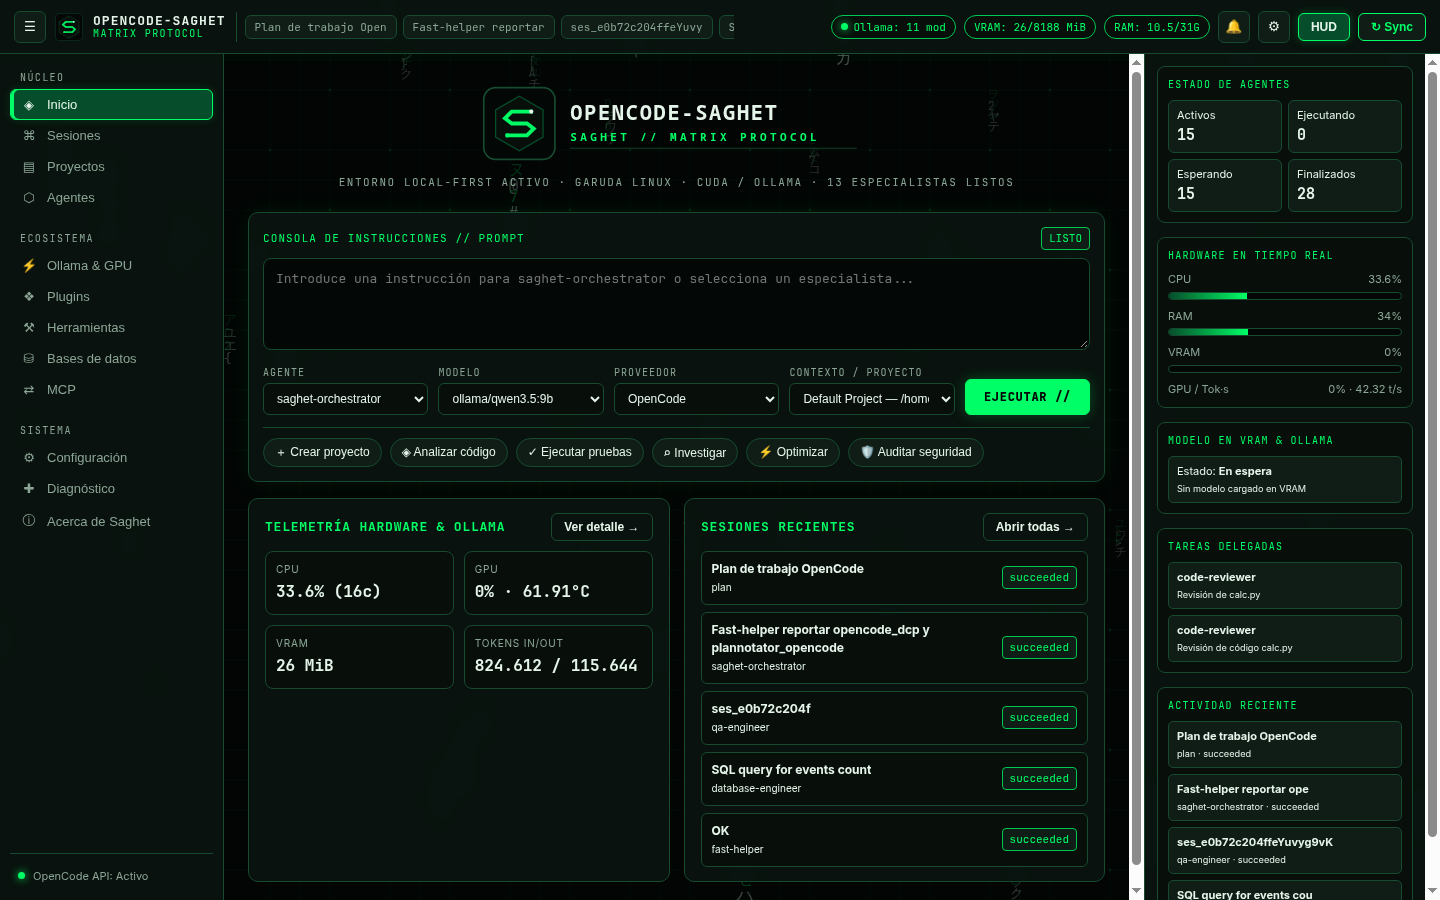 OPENCODE-SAGHET
MATRIX PROTOCOL
Plan de trabajo Open
Fast-helper reportar
ses_e0b72c204ffeYuvy
Ollama: 11 mod
VRAM: 26/8188 MiB
RAM: 10.5/31G
HUD
↻ Sync
NÚCLEO
Inicio
Sesiones
Proyectos
Agentes
ECOSISTEMA
Ollama & GPU
Plugins
Herramientas
Bases de datos
MCP
SISTEMA
Configuración
Diagnóstico
Acerca de Saghet
OpenCode API: Activo
OPENCODE-SAGHET
SAGHET // MATRIX PROTOCOL
ENTORNO LOCAL-FIRST ACTIVO · GARUDA LINUX · CUDA / OLLAMA · 13 ESPECIALISTAS LISTOS
CONSOLA DE INSTRUCCIONES // PROMPT
LISTO
Introduce una instrucción para saghet-orchestrator o selecciona un especialista...
AGENTE
MODELO
PROVEEDOR
CONTEXTO / PROYECTO
saghet-orchestrator
ollama/qwen3.5:9b
OpenCode
Default Project — /home
EJECUTAR //
+ Crear proyecto
◈ Analizar código
✓ Ejecutar pruebas
⌕ Investigar
⚡ Optimizar
🛡️ Auditar seguridad
TELEMETRÍA HARDWARE & OLLAMA
Ver detalle →
CPU
33.6% (16c)
GPU
0% · 61.91°C
VRAM
26 MiB
TOKENS IN/OUT
824.612 / 115.644
SESIONES RECIENTES
Abrir todas →
Plan de trabajo OpenCode
plan
succeeded
Fast-helper reportar opencode_dcp y
plannotator_opencode
saghet-orchestrator
succeeded
ses_e0b72c204f
qa-engineer
succeeded
SQL query for events count
database-engineer
succeeded
OK
fast-helper
succeeded
ESTADO DE AGENTES
Activos
15
Ejecutando
0
Esperando
15
Finalizados
28
HARDWARE EN TIEMPO REAL
CPU 33.6%
RAM 34%
VRAM 0%
GPU / Tok·s 0% · 42.32 t/s
MODELO EN VRAM & OLLAMA
Estado: En espera
Sin modelo cargado en VRAM
TAREAS DELEGADAS
code-reviewer
Revisión de calc.py
code-reviewer
Revisión de código calc.py
ACTIVIDAD RECIENTE
Plan de trabajo OpenCode
plan · succeeded
Fast-helper reportar ope
saghet-orchestrator · succeeded
ses_e0b72c204ffeYuvyg9vK
qa-engineer · succeeded
SQL query for events cou